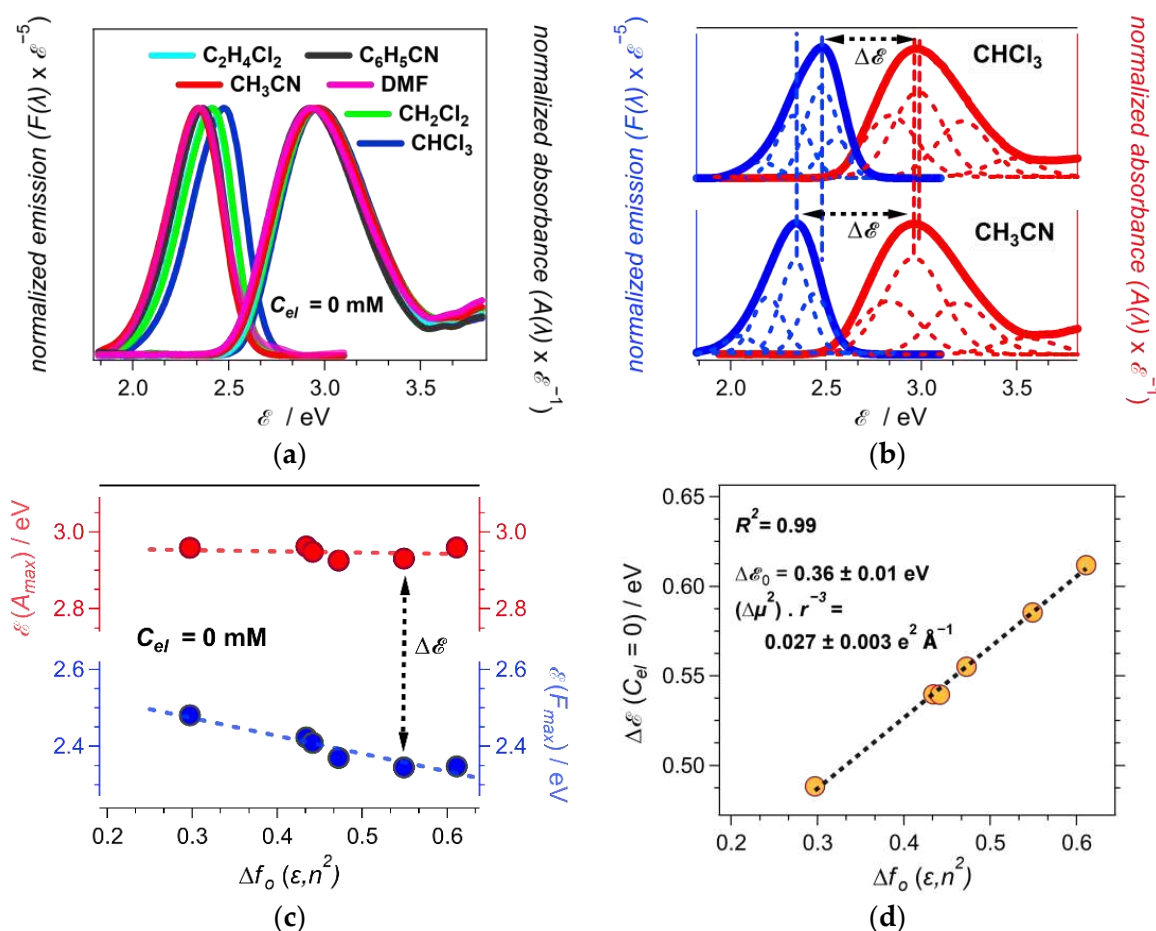 normalized emission (F(λ) x ℰ⁻⁵)
C₂H₄Cl₂
C₆H₅CN
CH₃CN
DMF
CH₂Cl₂
CHCl₃
C_el = 0 mM
2.0 2.5 3.0 3.5
ℰ / eV
normalized absorbance (A(λ) x ℰ⁻¹)
(a)
normalized emission (F(λ) x ℰ⁻⁵)
Δℰ
CHCl₃
Δℰ
CH₃CN
2.0 2.5 3.0 3.5
ℰ / eV
normalized absorbance (A(λ) x ℰ⁻¹)
(b)
ℰ (A_max) / eV
3.0
2.8
2.6
2.4
3.0
2.8
2.6
2.4
C_el = 0 mM
Δℰ
ℰ (F_max) / eV
0.2 0.3 0.4 0.5 0.6
Δf_o (ε,n²)
(c)
Δℰ (C_el = 0) / eV
0.65
0.60
0.55
0.50
R² = 0.99
Δℰ₀ = 0.36 ± 0.01 eV
(Δμ²) . r⁻³ =
0.027 ± 0.003 e² Å⁻¹
0.2 0.3 0.4 0.5 0.6
Δf_o (ε,n²)
(d)